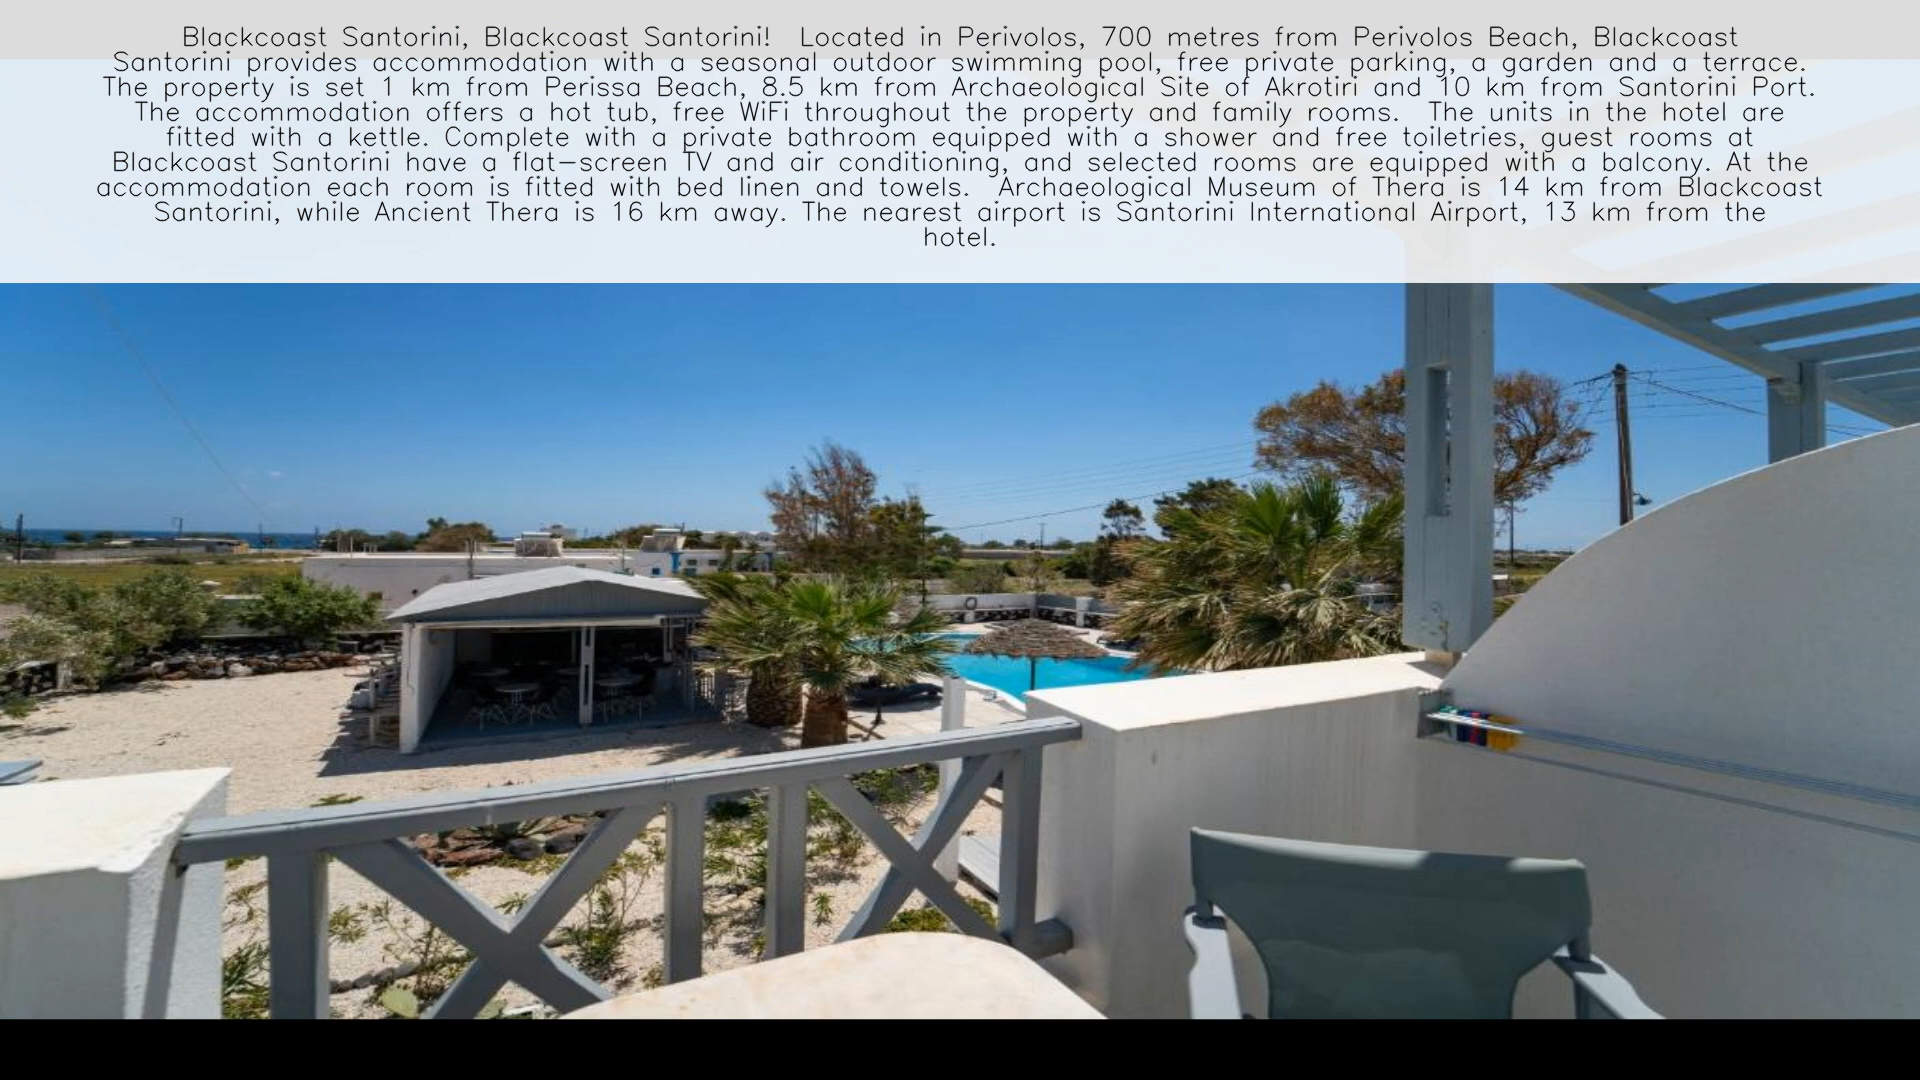 Blackcoast Santorini, Blackcoast Santorini! Located in Perivolos, 700 metres from Perivolos Beach, Blackcoast
Santorini provides accommodation with a seasonal outdoor swimming pool, free private parking, a garden and a terrace.
The property is set 1 km from Perissa Beach, 8.5 km from Archaeological Site of Akrotiri and 10 km from Santorini Port.
The accommodation offers a hot tub, free WiFi throughout the property and family rooms. The units in the hotel are
fitted with a kettle. Complete with a private bathroom equipped with a shower and free toiletries, guest rooms at
Blackcoast Santorini have a flat-screen TV and air conditioning, and selected rooms are equipped with a balcony. At the
accommodation each room is fitted with bed linen and towels. Archaeological Museum of Thera is 14 km from Blackcoast
Santorini, while Ancient Thera is 16 km away. The nearest airport is Santorini International Airport, 13 km from the
hotel.